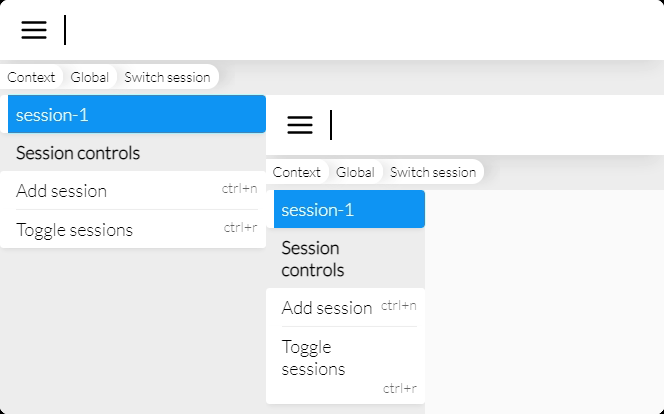 Context Global Switch session
session-1
Session controls
Add session ctrl+n
Toggle sessions ctrl+r
Context Global Switch session
session-1
Session
controls
Add session ctrl+n
Toggle
sessions
ctrl+r